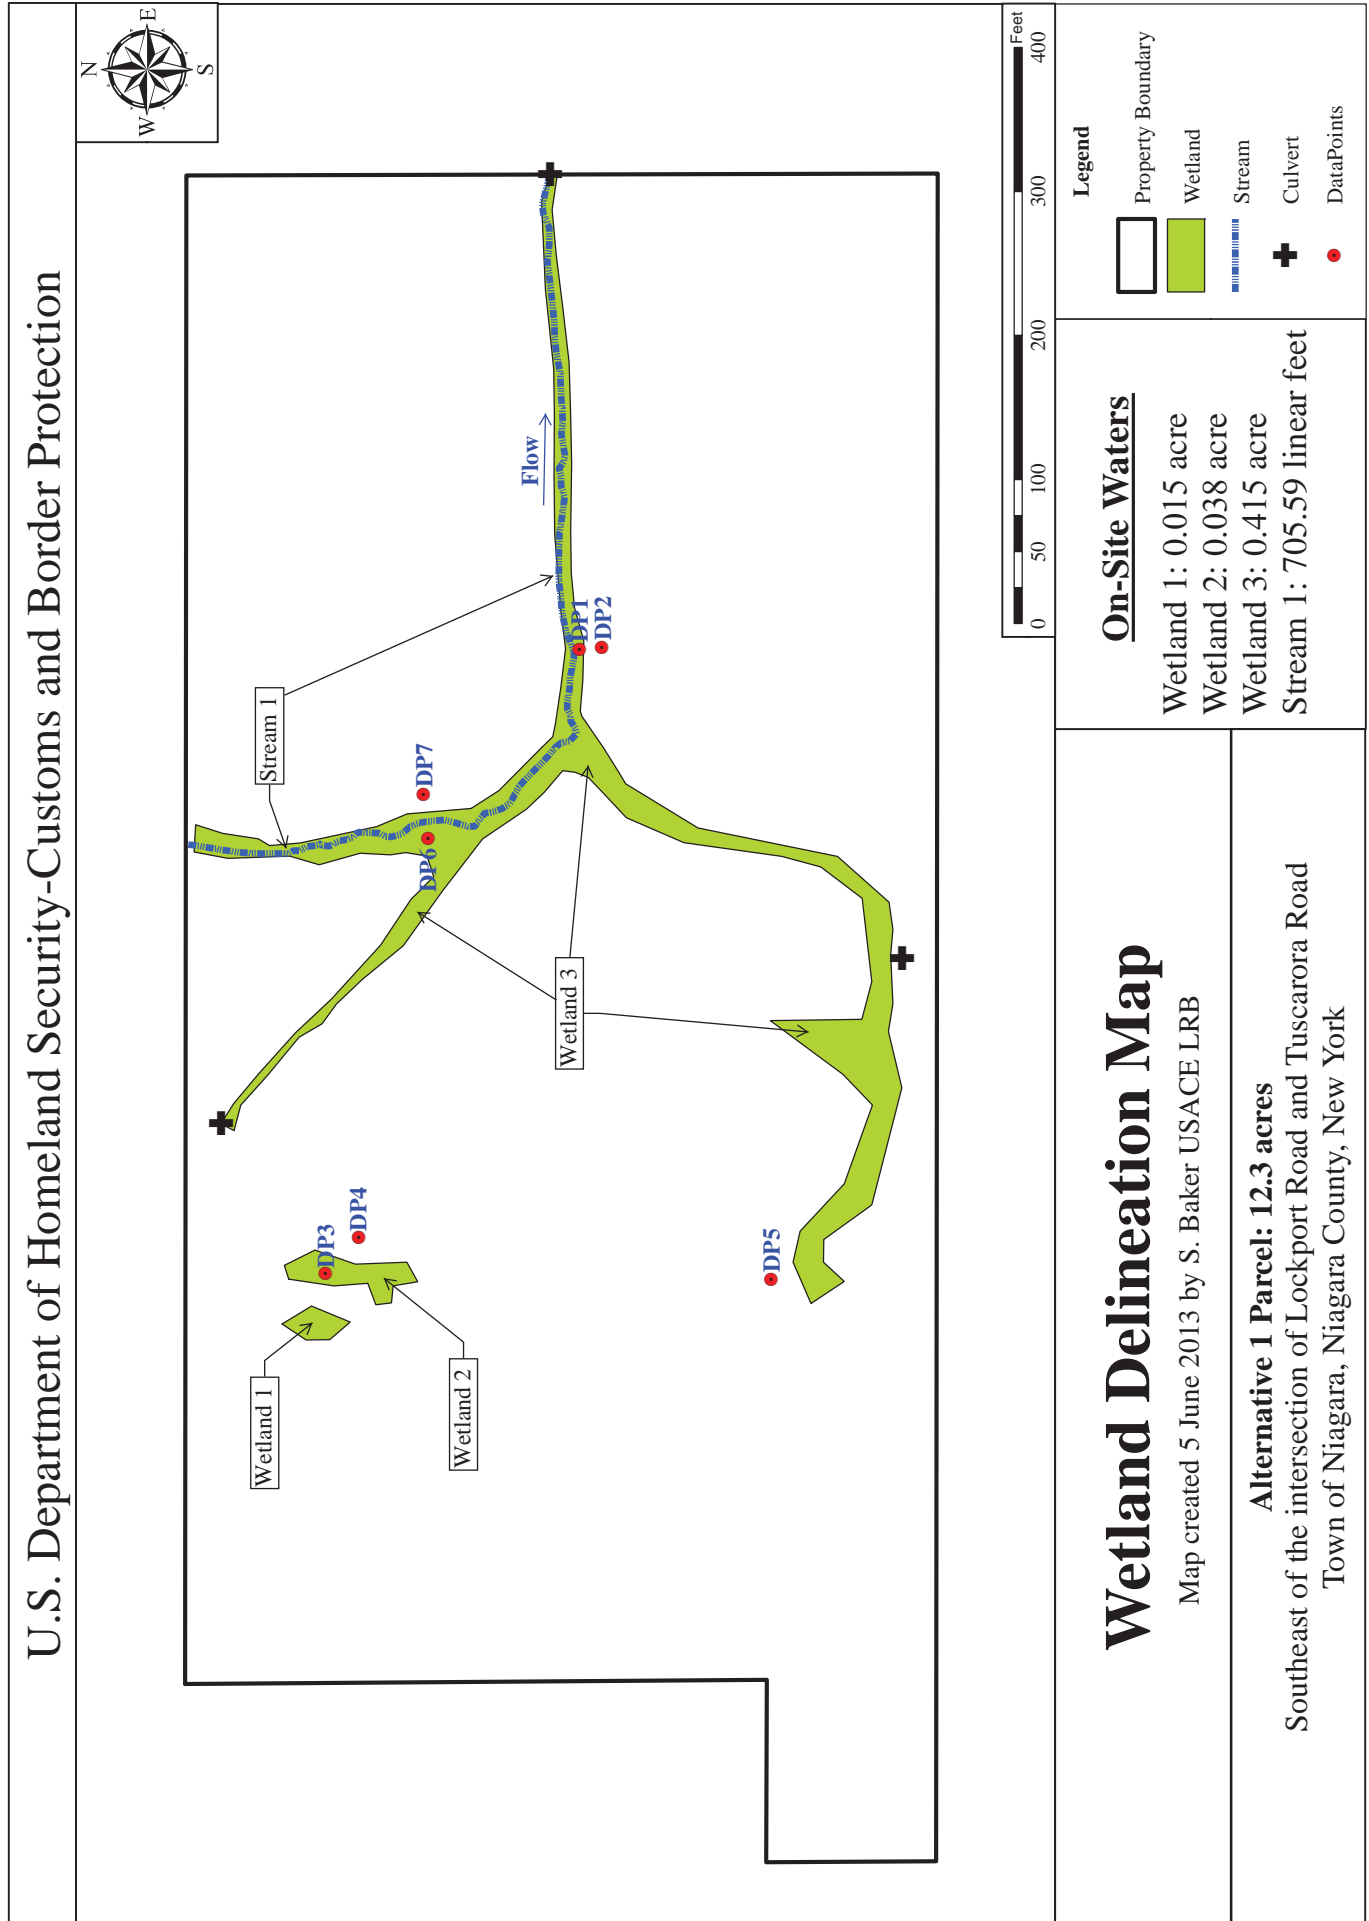 U.S. Department of Homeland Security-Customs and Border Protection
N
E
S
W
Stream 1
Flow
DP7
DP6
DP1
DP2
Wetland 3
DP3
DP4
DP5
Wetland 1
Wetland 2
0 50 100 200 300 400
Feet
Wetland Delineation Map
Map created 5 June 2013 by S. Baker USACE LRB
Alternative 1 Parcel: 12.3 acres
Southeast of the intersection of Lockport Road and Tuscarora Road
Town of Niagara, Niagara County, New York
On-Site Waters
Wetland 1: 0.015 acre
Wetland 2: 0.038 acre
Wetland 3: 0.415 acre
Stream 1: 705.59 linear feet
Legend
Property Boundary
Wetland
Stream
Culvert
DataPoints